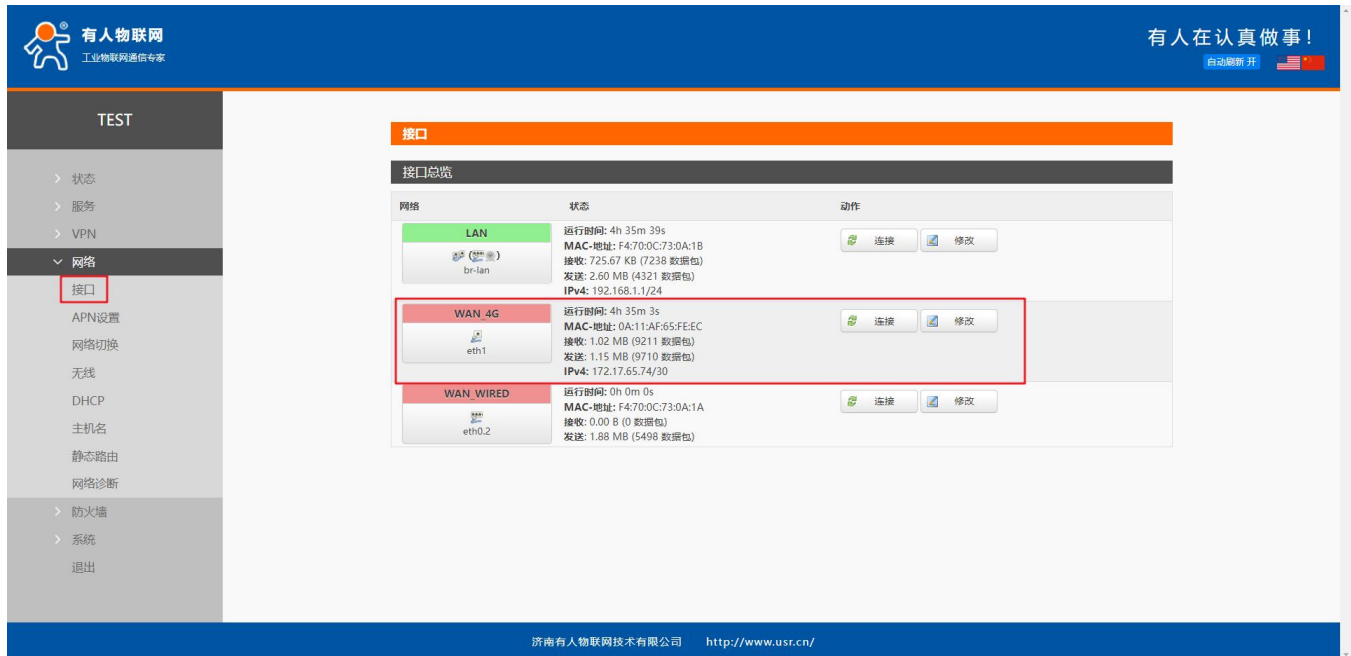 有人物联网
工业物联网通信专家
有人在认真做事!
自动刷新 开
TEST
状态
服务
VPN
网络
接口
APN设置
网络切换
无线
DHCP
主机名
静态路由
网络诊断
防火墙
系统
退出
接口
接口总览
网络 状态 动作
LAN
br-lan
运行时间: 4h 35m 39s
MAC-地址: F4:70:0C:73:0A:1B
接收: 725.67 KB (7238 数据包)
发送: 2.60 MB (4321 数据包)
IPv4: 192.168.1.1/24
连接 修改
WAN_4G
eth1
运行时间: 4h 35m 3s
MAC-地址: 0A:11:AF:65:FE:EC
接收: 1.02 MB (9211 数据包)
发送: 1.15 MB (9710 数据包)
IPv4: 172.17.65.74/30
连接 修改
WAN_WIRED
eth0.2
运行时间: 0h 0m 0s
MAC-地址: F4:70:0C:73:0A:1A
接收: 0.00 B (0 数据包)
发送: 1.88 MB (5498 数据包)
连接 修改
济南有人物联网技术有限公司 http://www.usr.cn/